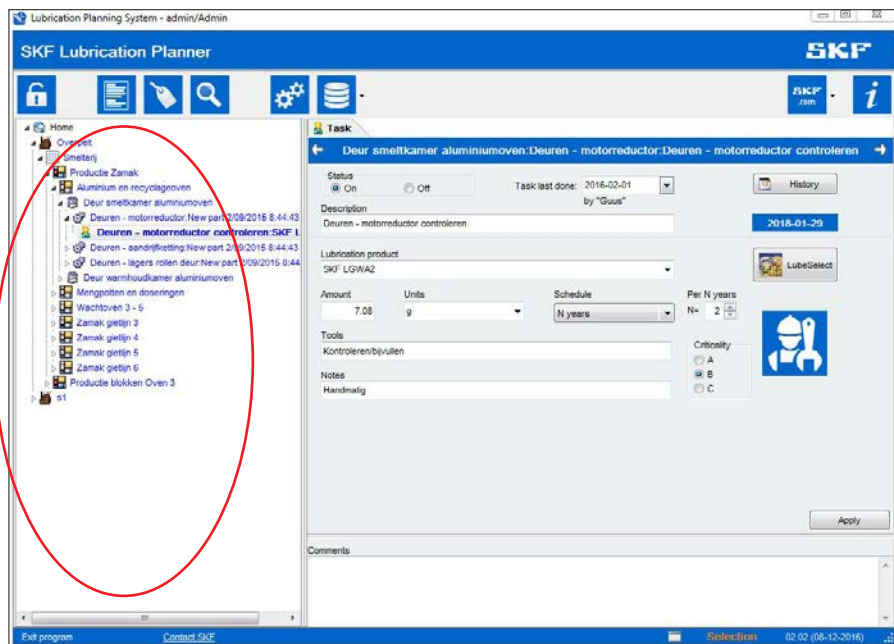 Lubrication Planning System - admin/Admin
SKF Lubrication Planner
SKF
SKF
.com
i
Home
Overpelt
Smelterij
Productie Zamak
Aluminium en recyclageoven
Deur smeltkamer aluminiumoven
Deuren - motorreductor:New part 2/09/2015 8:44:43
Deuren - motorreductor controleren:SKF L
Deuren - aandrijfketting:New part 2/09/2015 8:44:43
Deuren - lagers rollen deur:New part 2/09/2015 8:44
Deur warmhoudkamer aluminiumoven
Mengpotten en doseringen
Wachtoven 3 - 5
Zamak gietlijn 3
Zamak gietlijn 4
Zamak gietlijn 5
Zamak gietlijn 6
Productie blokken Oven 3
s1
Task
Deur smeltkamer aluminiumoven:Deuren - motorreductor:Deuren - motorreductor controleren
Status
On Off
Task last done: 2016-02-01
by "Guus"
History
Description
Deuren - motorreductor controleren
2018-01-29
Lubrication product
SKF LGWA2
LubeSelect
Amount Units Schedule Per N years
7.08 g N years N= 2
Tools
Kontroleren/bijvullen
Criticality
A
B
C
Notes
Handmatig
Apply
Comments
Exit program Contact SKF Selection 02.02 (08-12-2016)